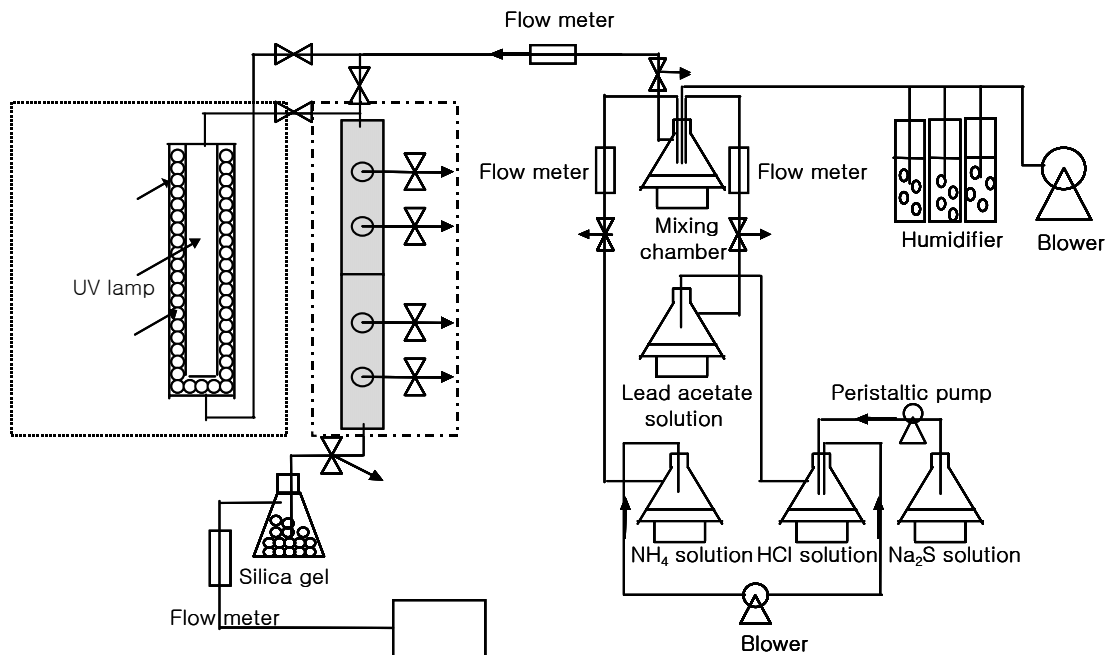 Flow meter
Flow meter
Flow meter
Mixing
chamber
Humidifier
Blower
UV lamp
Lead acetate
solution
Peristaltic pump
NH₄ solution
HCl solution
Na₂S solution
Silica gel
Flow meter
Blower